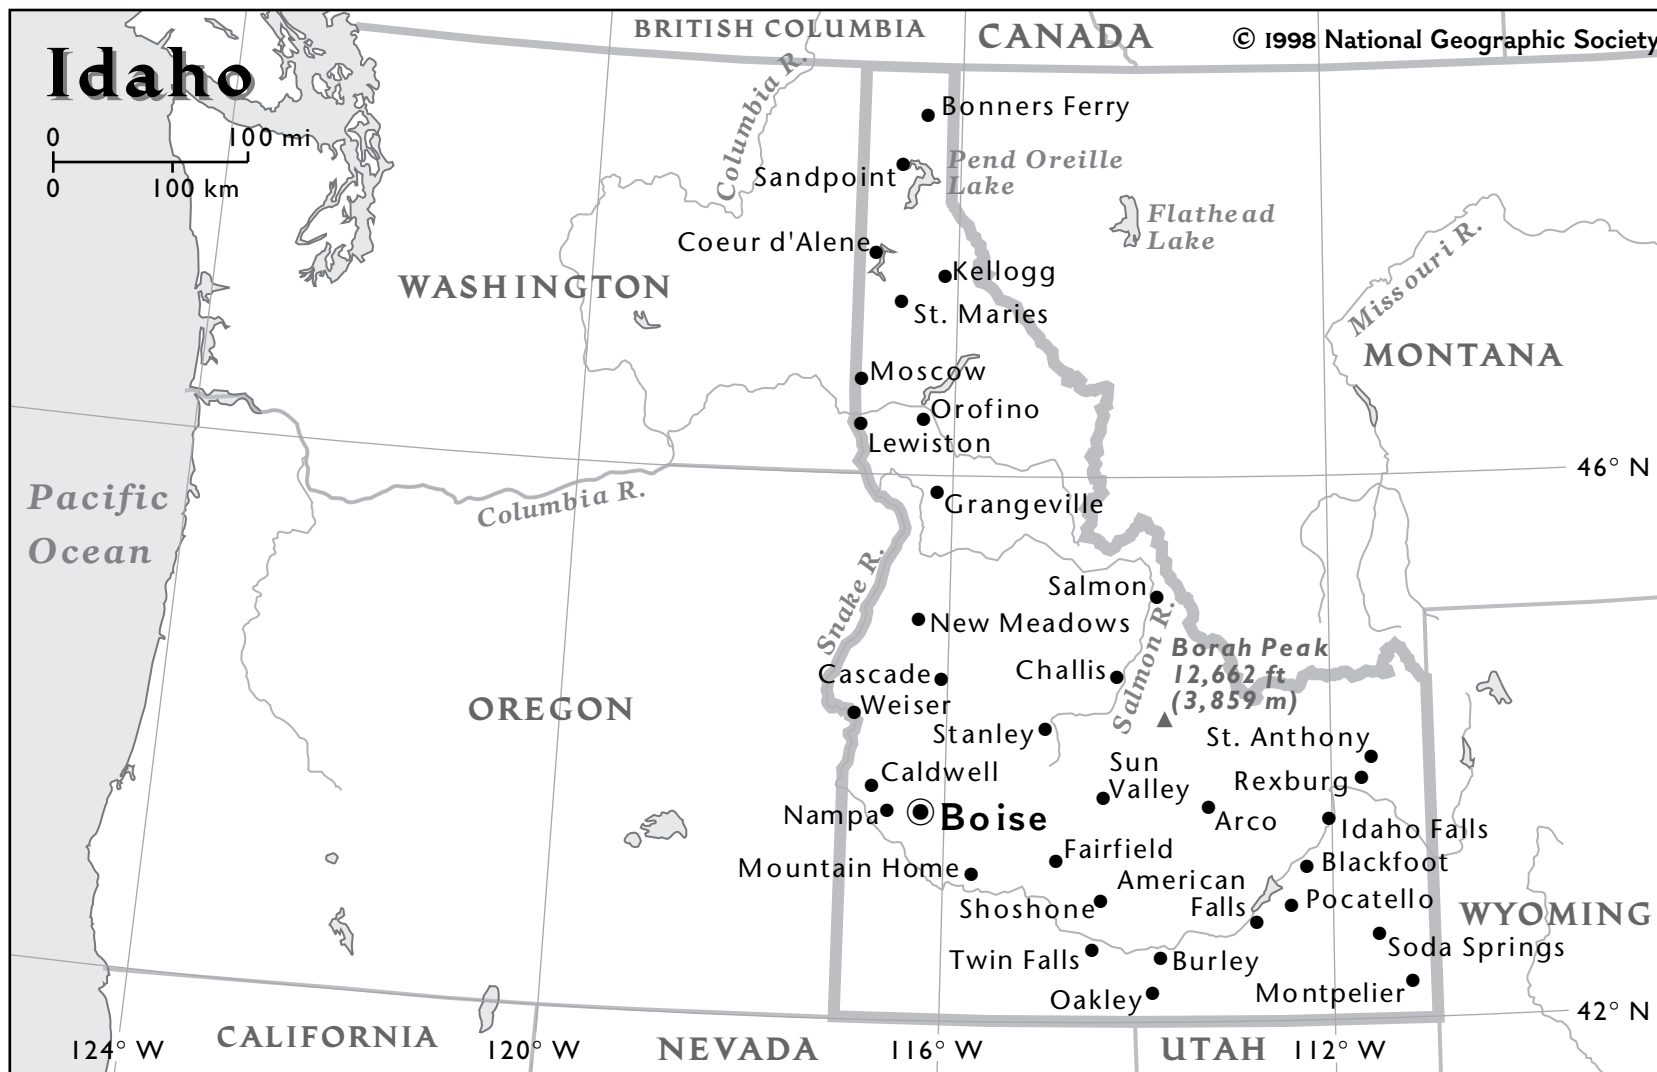 BRITISH COLUMBIA
CANADA
© 1998 National Geographic Society
Idaho
0 100 mi
0 100 km
Columbia R.
Bonners Ferry
Sandpoint
Pend Oreille
Lake
Flathead
Lake
Coeur d'Alene
Kellogg
WASHINGTON
St. Maries
Missouri R.
MONTANA
Moscow
Orofino
Lewiston
46° N
Pacific
Ocean
Columbia R.
Grangeville
Snake R.
Salmon
New Meadows
Salmon R.
Borah Peak
12,662 ft
(3,859 m)
Cascade
Challis
Weiser
OREGON
Stanley
St. Anthony
Caldwell
Sun
Valley
Rexburg
Nampa
Boise
Arco
Idaho Falls
Fairfield
Blackfoot
Mountain Home
American
Falls
Pocatello
Shoshone
WYOMING
Soda Springs
Twin Falls
Burley
Oakley
Montpelier
42° N
CALIFORNIA
NEVADA
UTAH
124° W
120° W
116° W
112° W